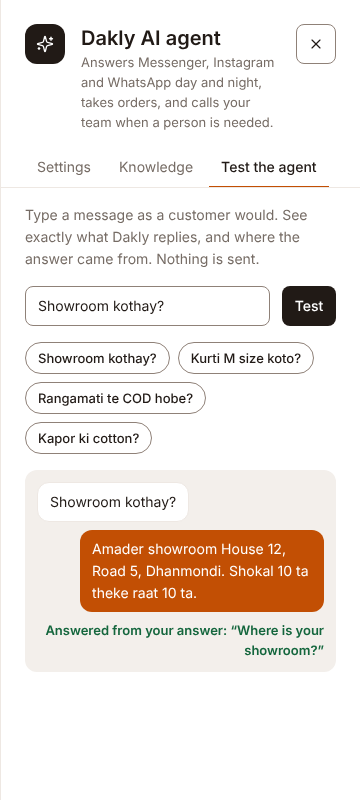 Dakly AI agent
Answers Messenger, Instagram
and WhatsApp day and night,
takes orders, and calls your
team when a person is needed.
Settings
Knowledge
Test the agent
Type a message as a customer would. See
exactly what Dakly replies, and where the
answer came from. Nothing is sent.
Showroom kothay?
Test
Showroom kothay?
Kurti M size koto?
Rangamati te COD hobe?
Kapor ki cotton?
Showroom kothay?
Amader showroom House 12,
Road 5, Dhanmondi. Shokal 10 ta
theke raat 10 ta.
Answered from your answer: “Where is your
showroom?”